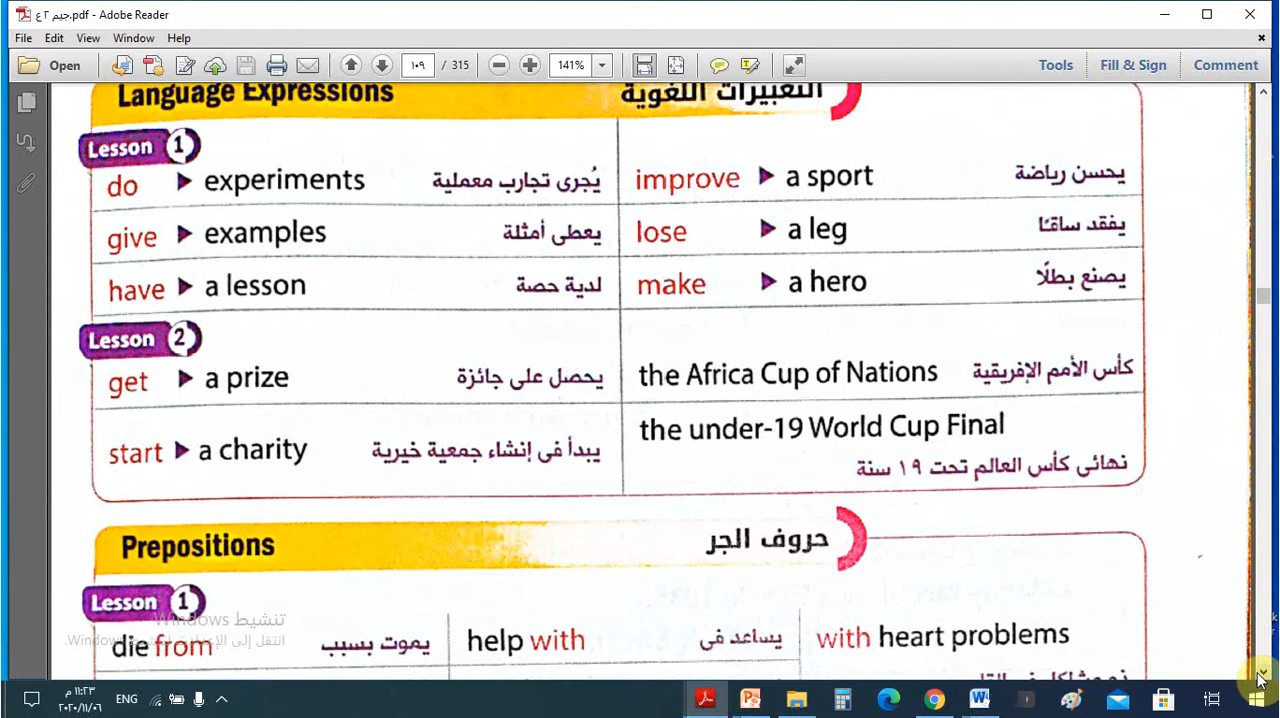 جيم ٢ ع.pdf - Adobe Reader
File Edit View Window Help
Open ١٠٩ / 315 141% Tools Fill & Sign Comment
Language Expressions التعبيرات اللغوية
Lesson 1
do experiments يُجرى تجارب معملية improve a sport يحسن رياضة
give examples يعطى أمثلة lose a leg يفقد ساقًا
have a lesson لدية حصة make a hero يصنع بطلًا
Lesson 2
get a prize يحصل على جائزة the Africa Cup of Nations كأس الأمم الإفريقية
start a charity يبدأ فى إنشاء جمعية خيرية the under-19 World Cup Final
نهائى كأس العالم تحت ١٩ سنة
Prepositions حروف الجر
Lesson 1
تنشيط Windows
die from يموت بسبب help with يساعد فى with heart problems
١١:٢٣ م
ENG
٢٠٢٠/١١/٠٦